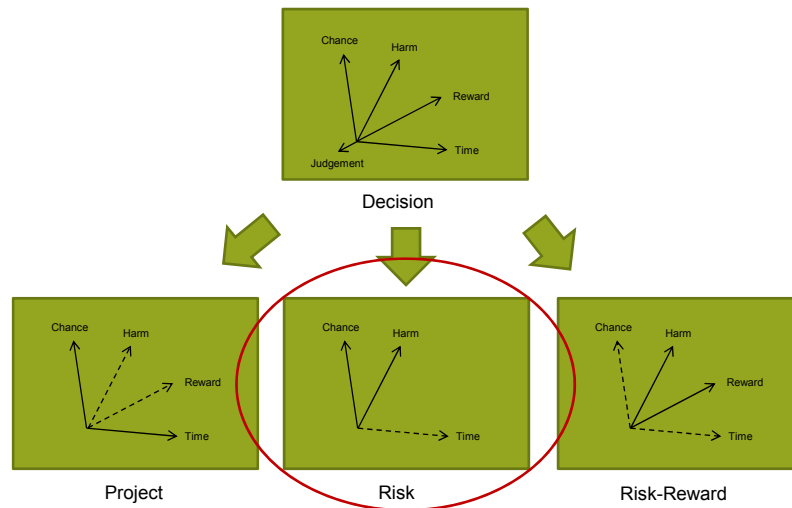 Chance
Harm
Reward
Time
Judgement
Decision
Chance
Harm
Reward
Time
Project
Chance
Harm
Time
Risk
Chance
Harm
Reward
Time
Risk-Reward